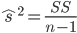 ŝ² = SS / n−1